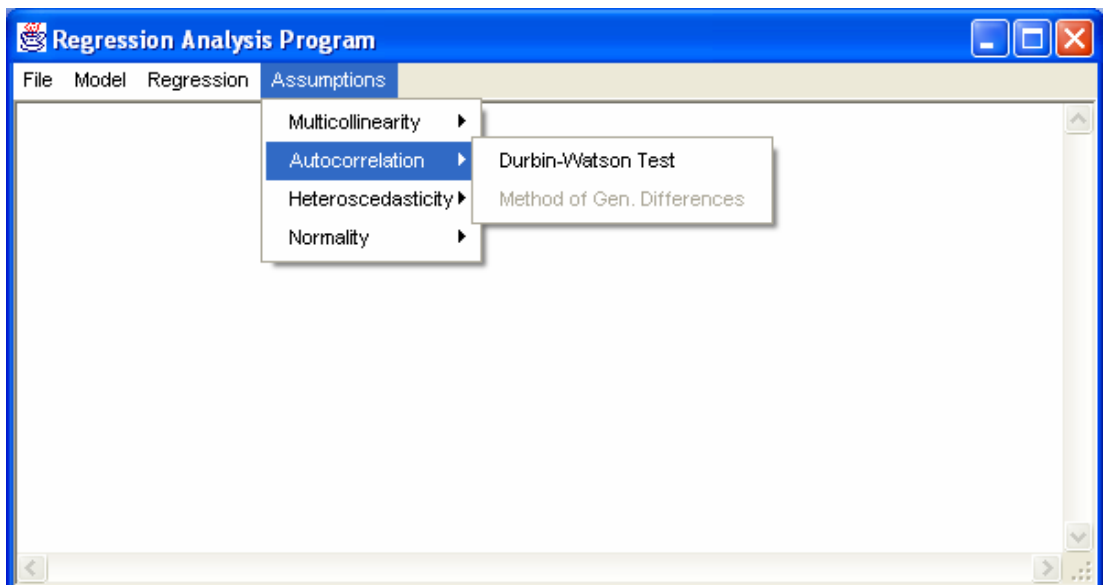 Regression Analysis Program
File Model Regression Assumptions
Multicollinearity
Autocorrelation Durbin-Watson Test
Heteroscedasticity Method of Gen. Differences
Normality